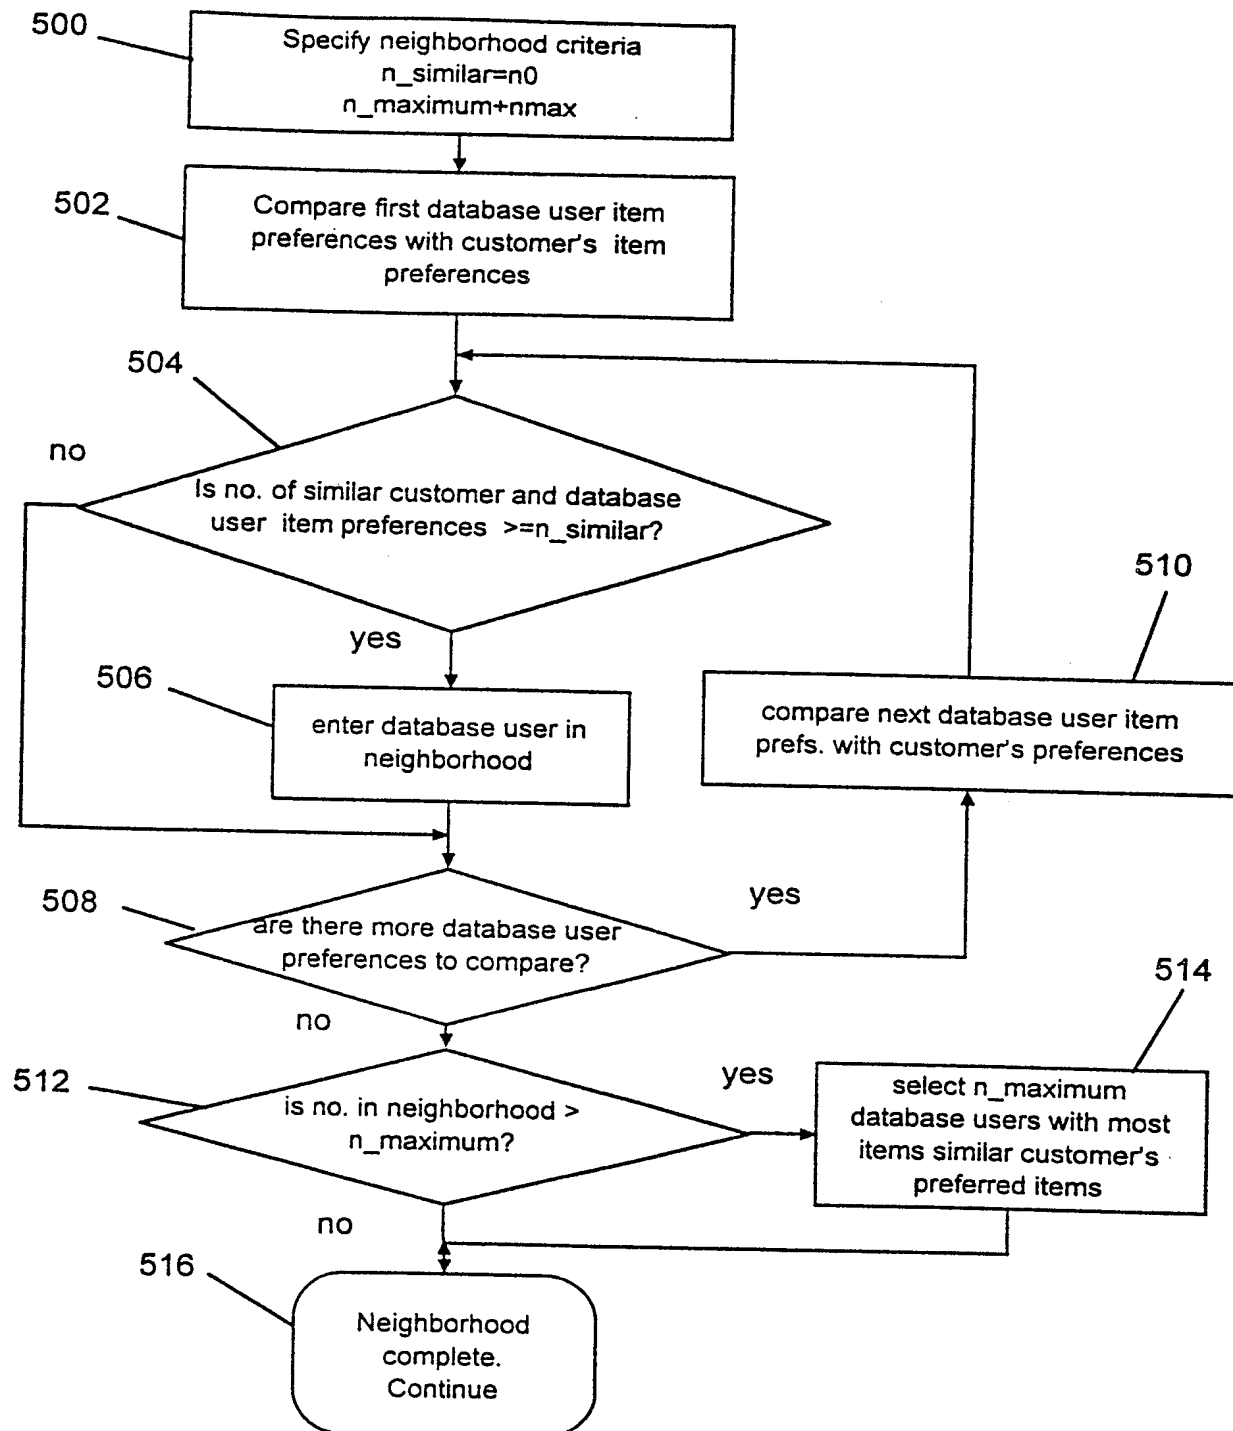 500
Specify neighborhood criteria
n_similar=n0
n_maximum+nmax
502
Compare first database user item
preferences with customer's item
preferences
504
no
Is no. of similar customer and database
user item preferences >=n_similar?
yes
510
506
enter database user in
neighborhood
compare next database user item
prefs. with customer's preferences
508
are there more database user
preferences to compare?
yes
no
514
512
is no. in neighborhood >
n_maximum?
yes
select n_maximum
database users with most
items similar customer's
preferred items
no
516
Neighborhood
complete.
Continue